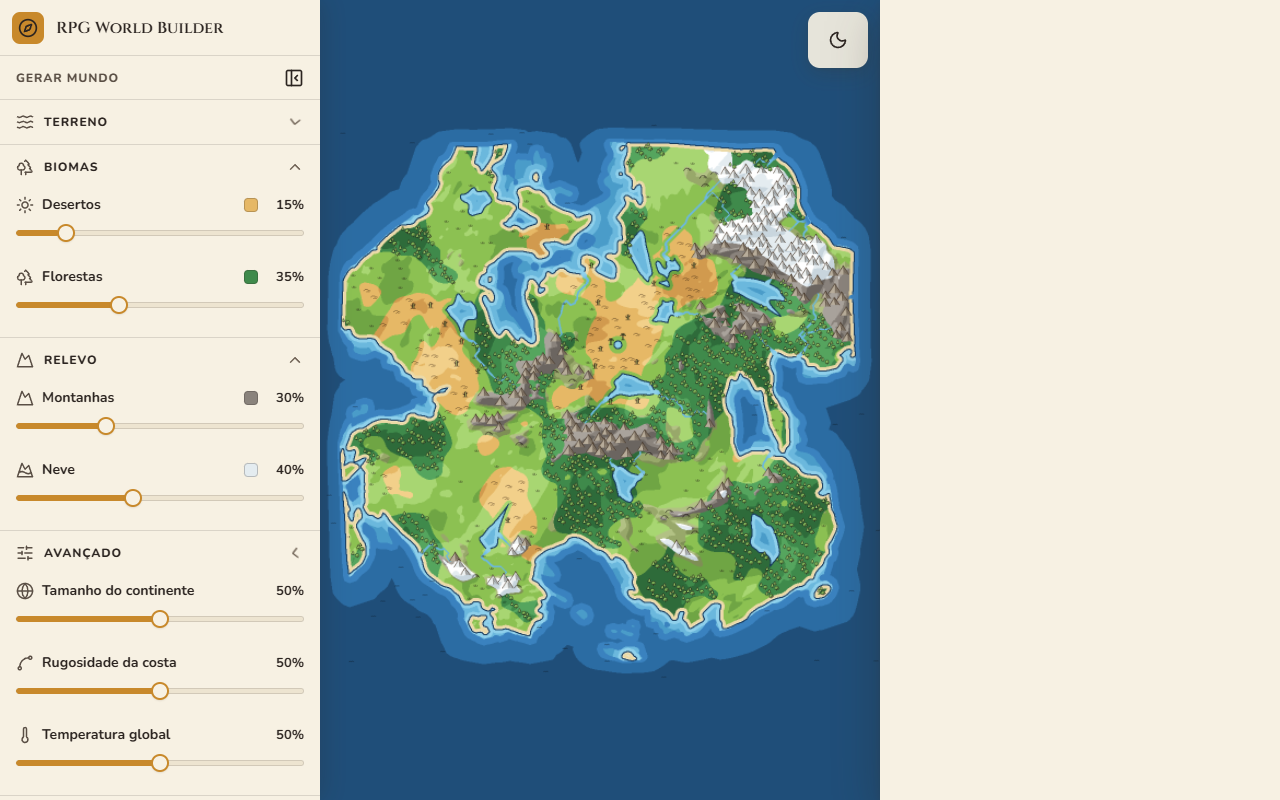 RPG World Builder
GERAR MUNDO
TERRENO
BIOMAS
Desertos 15%
Florestas 35%
RELEVO
Montanhas 30%
Neve 40%
AVANÇADO
Tamanho do continente 50%
Rugosidade da costa 50%
Temperatura global 50%